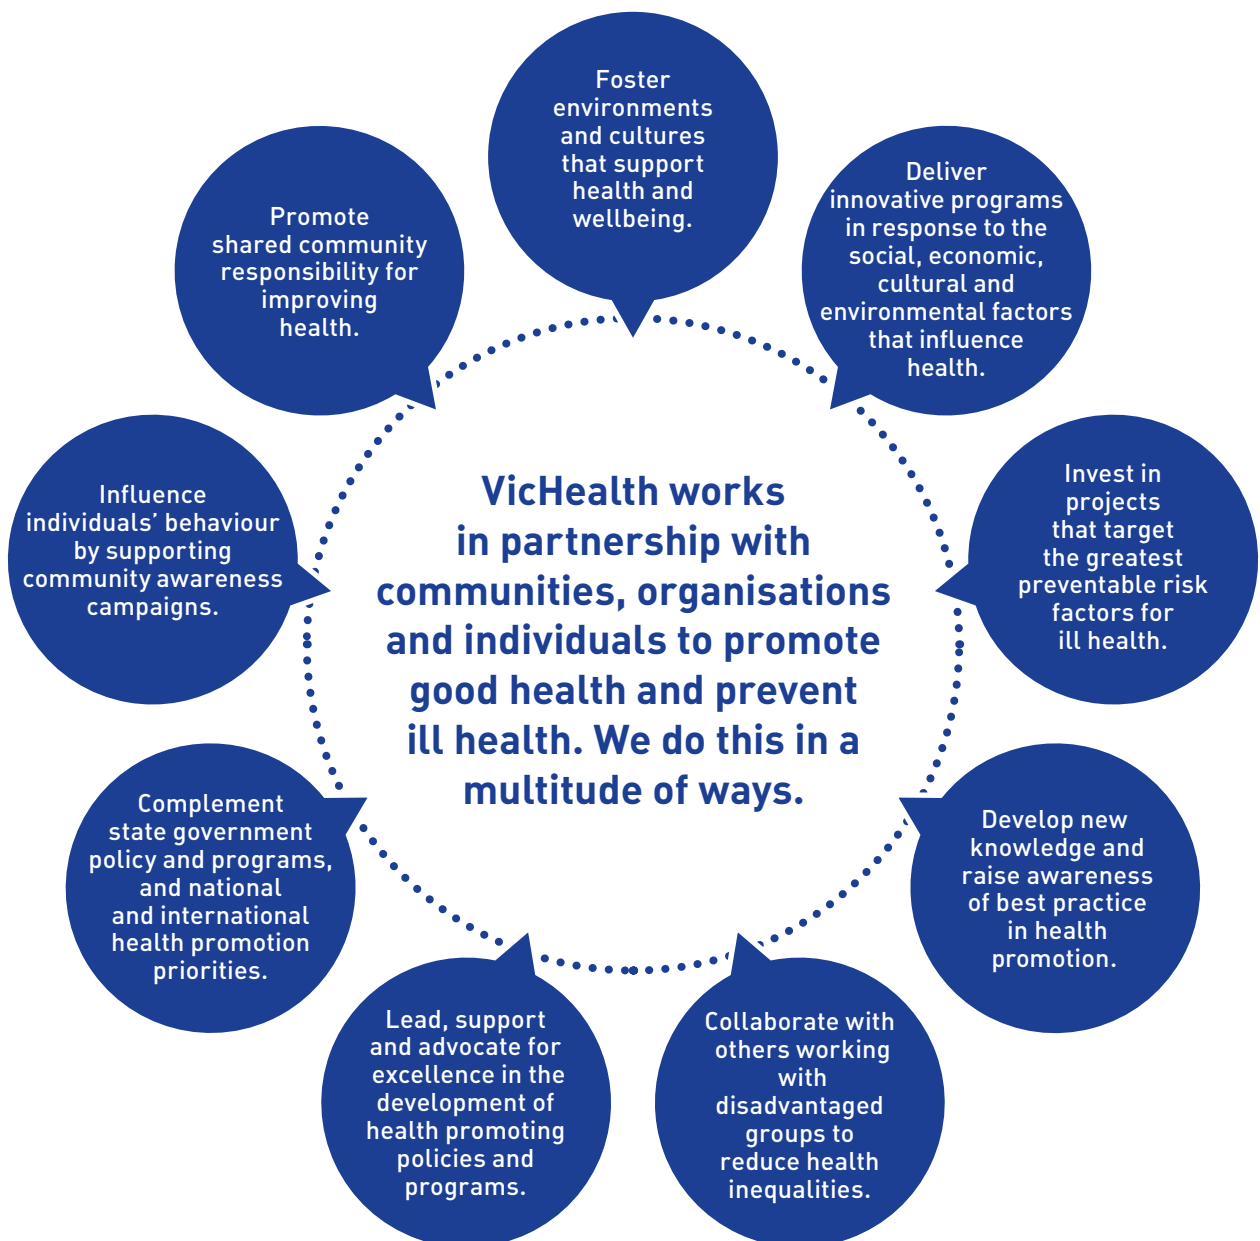 Foster
environments
and cultures
that support
health and
wellbeing.
Deliver
innovative programs
in response to the
social, economic,
cultural and
environmental factors
that influence
health.
Invest in
projects
that target
the greatest
preventable risk
factors for
ill health.
Develop new
knowledge and
raise awareness
of best practice
in health
promotion.
Collaborate with
others working
with
disadvantaged
groups to
reduce health
inequalities.
Lead, support
and advocate for
excellence in the
development of
health promoting
policies and
programs.
Complement
state government
policy and programs,
and national
and international
health promotion
priorities.
Influence
individuals’ behaviour
by supporting
community awareness
campaigns.
Promote
shared community
responsibility for
improving
health.
VicHealth works
in partnership with
communities, organisations
and individuals to promote
good health and prevent
ill health. We do this in a
multitude of ways.